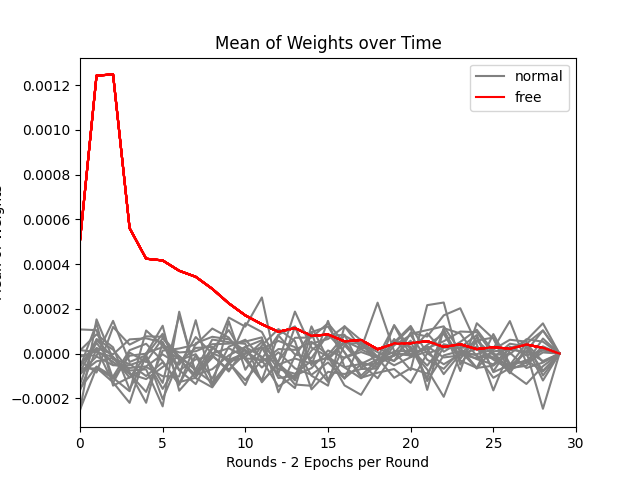 Mean of Weights over Time
normal
free
0.0012
0.0010
0.0008
0.0006
0.0004
0.0002
0.0000
−0.0002
0 5 10 15 20 25 30
Rounds - 2 Epochs per Round